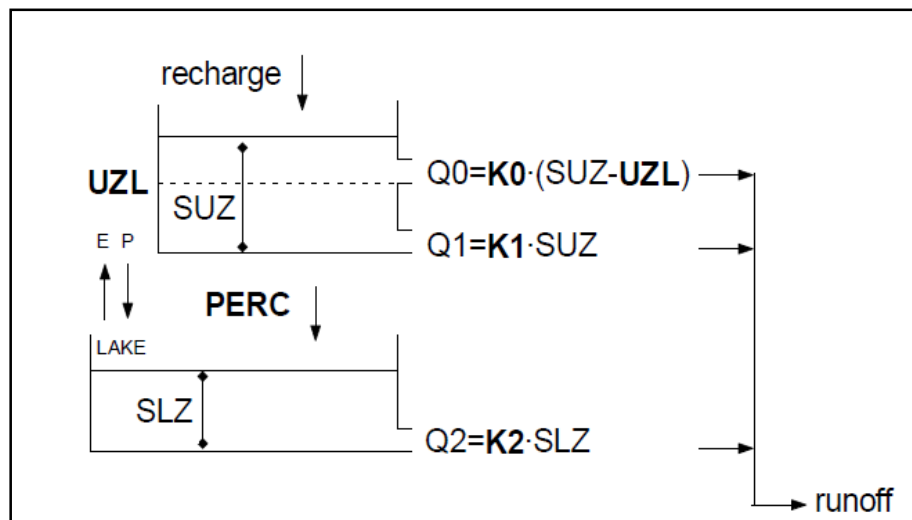 recharge
Q0=K0·(SUZ-UZL)
UZL
SUZ
E P
Q1=K1·SUZ
PERC
LAKE
SLZ
Q2=K2·SLZ
runoff